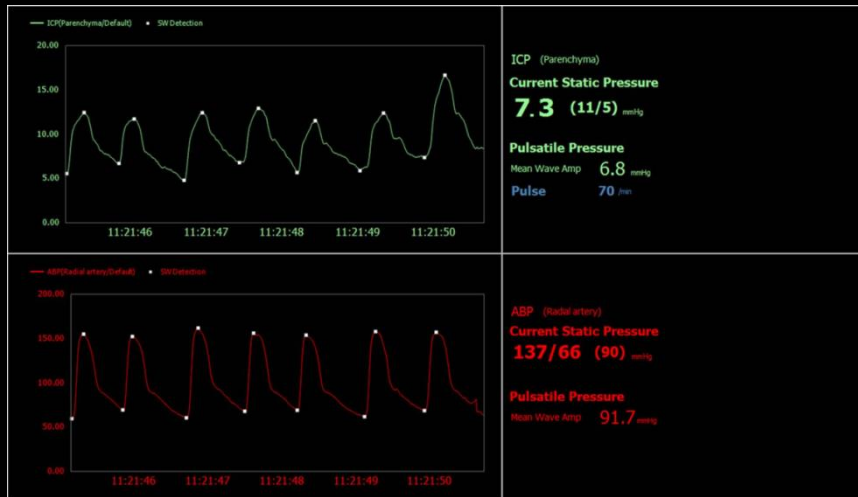 ICP(Parenchyma/Default) SW Detection
20.00
15.00
10.00
5.00
0.00
11:21:46 11:21:47 11:21:48 11:21:49 11:21:50
ICP (Parenchyma)
Current Static Pressure
7.3 (11/5) mmHg
Pulsatile Pressure
Mean Wave Amp 6.8 mmHg
Pulse 70 /min
ABP(Radial artery/Default) SW Detection
200.00
150.00
100.00
50.00
0.00
11:21:46 11:21:47 11:21:48 11:21:49 11:21:50
ABP (Radial artery)
Current Static Pressure
137/66 (90) mmHg
Pulsatile Pressure
Mean Wave Amp 91.7 mmHg